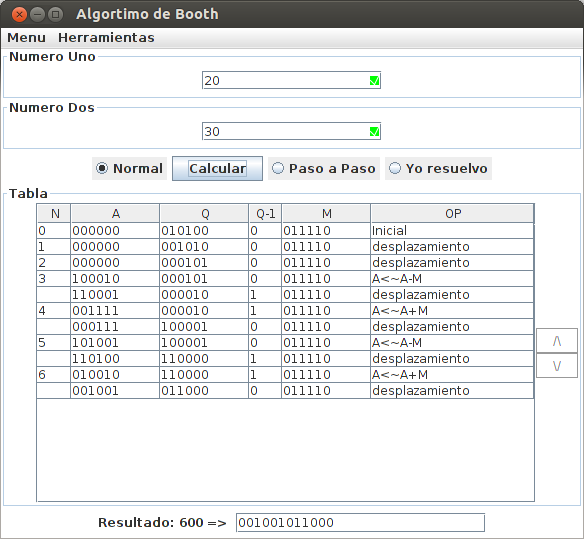 Algortimo de Booth
Menu Herramientas
Numero Uno
20
Numero Dos
30
Normal Calcular Paso a Paso Yo resuelvo
Tabla
N A Q Q-1 M OP
0 000000 010100 0 011110 Inicial
1 000000 001010 0 011110 desplazamiento
2 000000 000101 0 011110 desplazamiento
3 100010 000101 0 011110 A<~A-M
110001 000010 1 011110 desplazamiento
4 001111 000010 1 011110 A<~A+M
000111 100001 0 011110 desplazamiento
5 101001 100001 0 011110 A<~A-M
110100 110000 1 011110 desplazamiento
6 010010 110000 1 011110 A<~A+M
001001 011000 0 011110 desplazamiento
/\
\/
Resultado: 600 => 001001011000